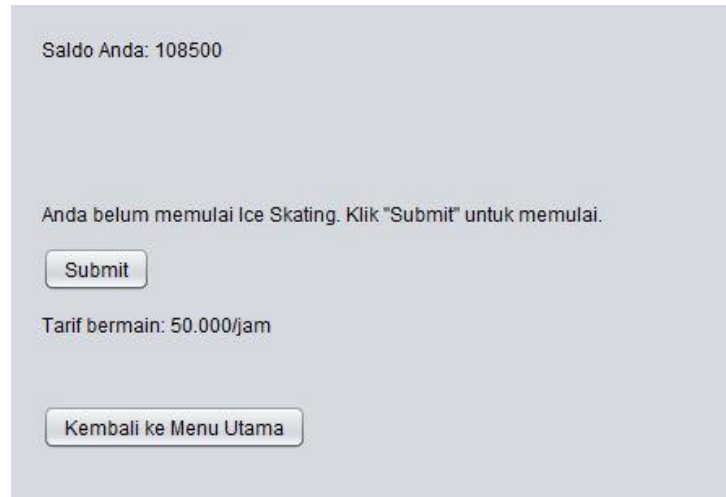 Saldo Anda: 108500
Anda belum memulai Ice Skating. Klik "Submit" untuk memulai.
Submit
Tarif bermain: 50.000/jam
Kembali ke Menu Utama